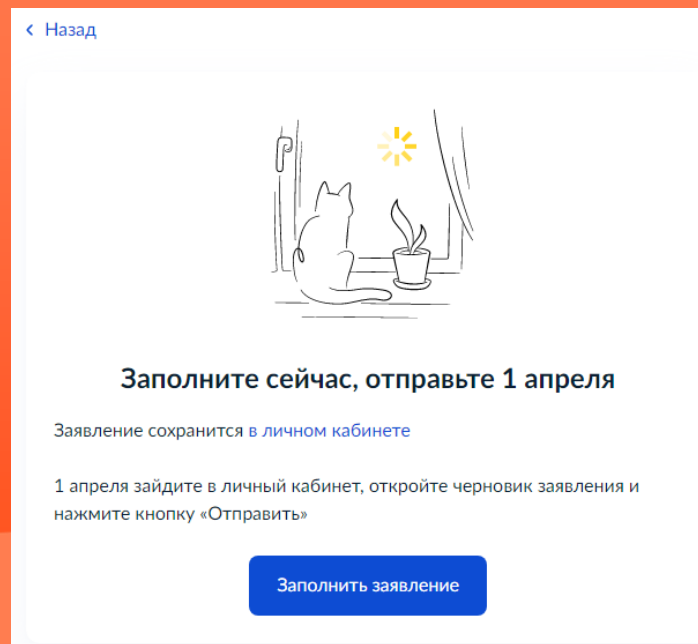 Назад
Заполните сейчас, отправьте 1 апреля
Заявление сохранится в личном кабинете
1 апреля зайдите в личный кабинет, откройте черновик заявления и
нажмите кнопку «Отправить»
Заполнить заявление